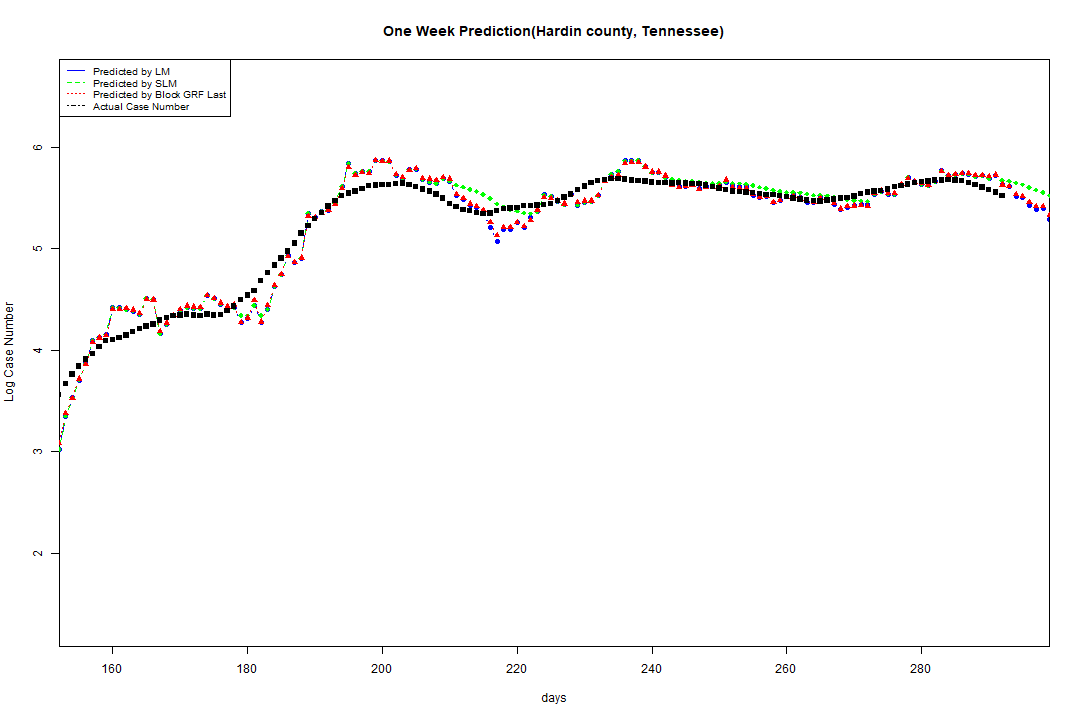 One Week Prediction(Hardin county, Tennessee)
Predicted by LM
Predicted by SLM
Predicted by Block GRF Last
Actual Case Number
6
5
4
3
2
Log Case Number
160 180 200 220 240 260 280
days